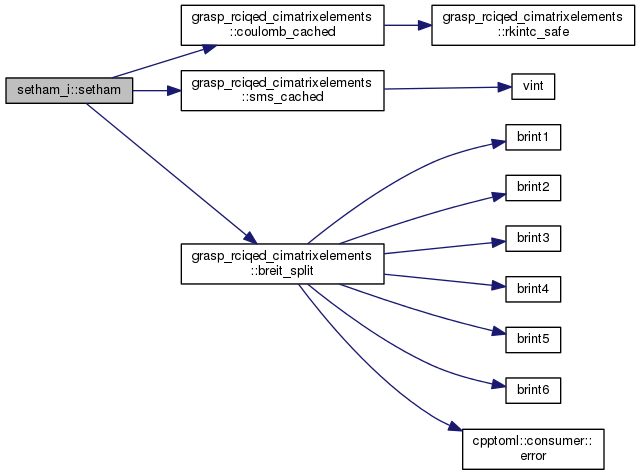 grasp_rciqed_cimatrixelements
::coulomb_cached
grasp_rciqed_cimatrixelements
::rkintc_safe
setham_i::setham
grasp_rciqed_cimatrixelements
::sms_cached
vint
brint1
brint2
brint3
grasp_rciqed_cimatrixelements
::breit_split
brint4
brint5
brint6
cpptoml::consumer::
error